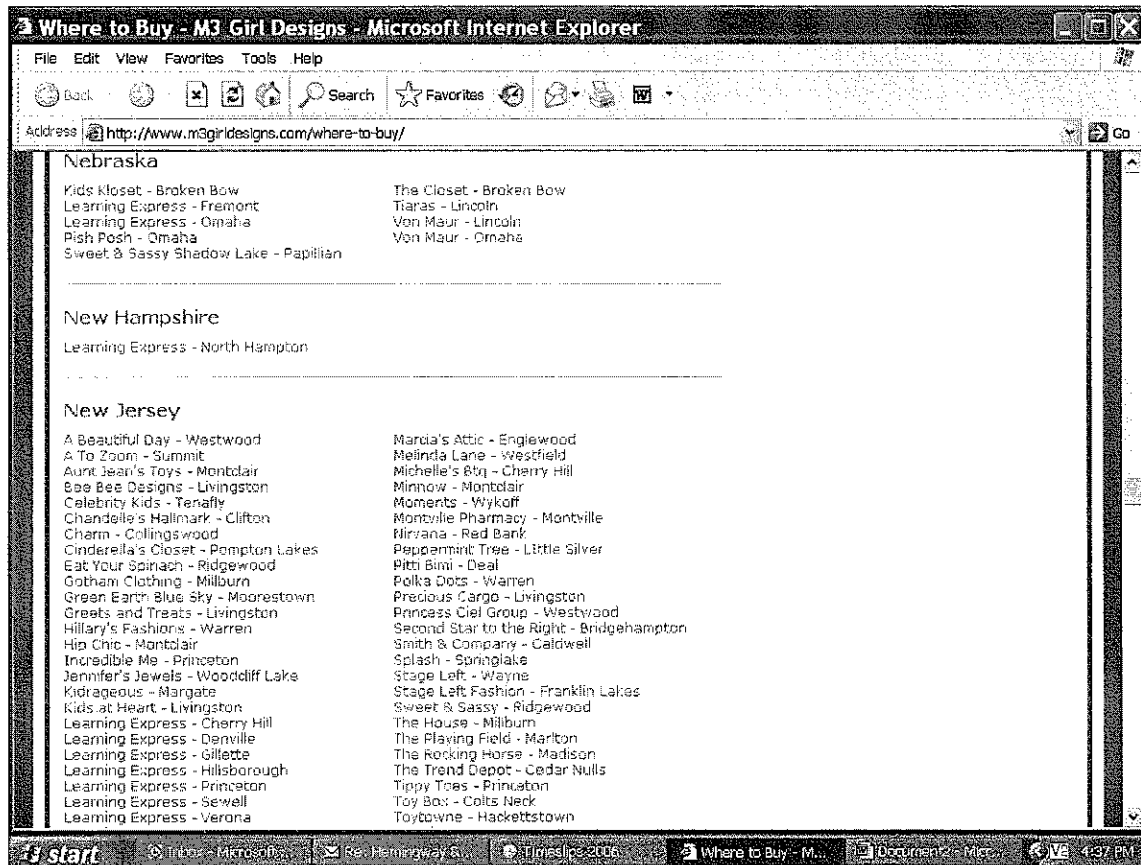 Where to Buy - M3 Girl Designs - Microsoft Internet Explorer
File Edit View Favorites Tools Help
Back Search Favorites
Address http://www.m3girldesigns.com/where-to-buy/ Go
Nebraska
Kids Kloset - Broken Bow
Learning Express - Fremont
Learning Express - Omaha
Pish Posh - Omaha
Sweet & Sassy Shadow Lake - Papillian
The Closet - Broken Bow
Tiaras - Lincoln
Von Maur - Lincoln
Von Maur - Omaha
New Hampshire
Learning Express - North Hampton
New Jersey
A Beautiful Day - Westwood
A To Zoom - Summit
Aunt Jean's Toys - Montclair
Bee Bee Designs - Livingston
Celebrity Kids - Tenafly
Chandelle's Hallmark - Clifton
Charm - Collingswood
Cinderella's Closet - Pompton Lakes
Eat Your Spinach - Ridgewood
Gotham Clothing - Millburn
Green Earth Blue Sky - Moorestown
Greets and Treats - Livingston
Hillary's Fashions - Warren
Hip Chic - Montclair
Incredible Me - Princeton
Jennifer's Jewels - Woodcliff Lake
Kidrageous - Margate
Kids at Heart - Livingston
Learning Express - Cherry Hill
Learning Express - Denville
Learning Express - Gillette
Learning Express - Hillsborough
Learning Express - Princeton
Learning Express - Sewell
Learning Express - Verona
Marcia's Attic - Englewood
Melinda Lane - Westfield
Michelle's Btq - Cherry Hill
Minnow - Montclair
Moments - Wykoff
Montville Pharmacy - Montville
Nirvana - Red Bank
Peppermint Tree - Little Silver
Pitti Bimi - Deal
Polka Dots - Warren
Precious Cargo - Livingston
Princess Ciel Group - Westwood
Second Star to the Right - Bridgehampton
Smith & Company - Caldwell
Splash - Springlake
Stage Left - Wayne
Stage Left Fashion - Franklin Lakes
Sweet & Sassy - Ridgewood
The House - Millburn
The Playing Field - Marlton
The Rocking Horse - Madison
The Trend Depot - Cedar Nulls
Tippy Toes - Princeton
Toy Box - Colts Neck
Toytowne - Hackettstown
start Inbox - Microsoft... Re: Hemingway &... Timeslips 2006 Where to Buy - M... Document2 - Micr... 4:37 PM